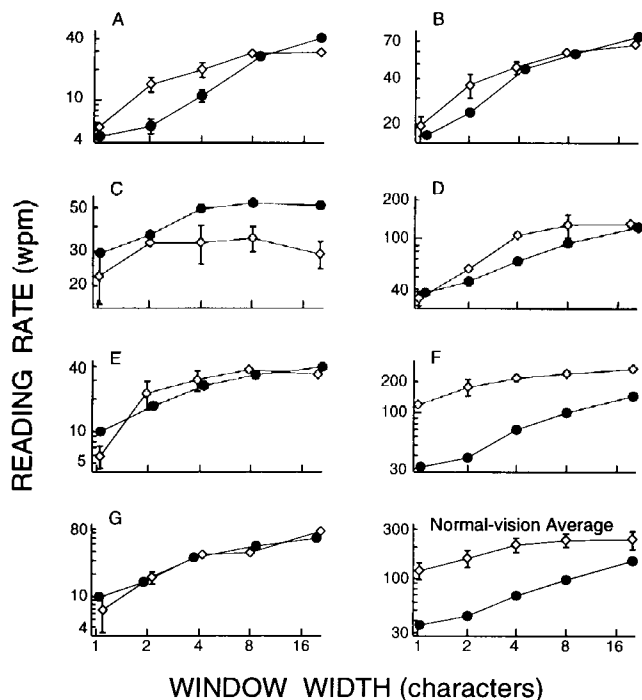 A
40
10
4
B
70
40
20
C
50
30
20
D
200
100
40
E
40
10
5
F
200
100
30
G
80
10
4
1 2 4 8 16
Normal-vision Average
300
100
30
1 2 4 8 16
READING RATE (wpm)
WINDOW WIDTH (characters)